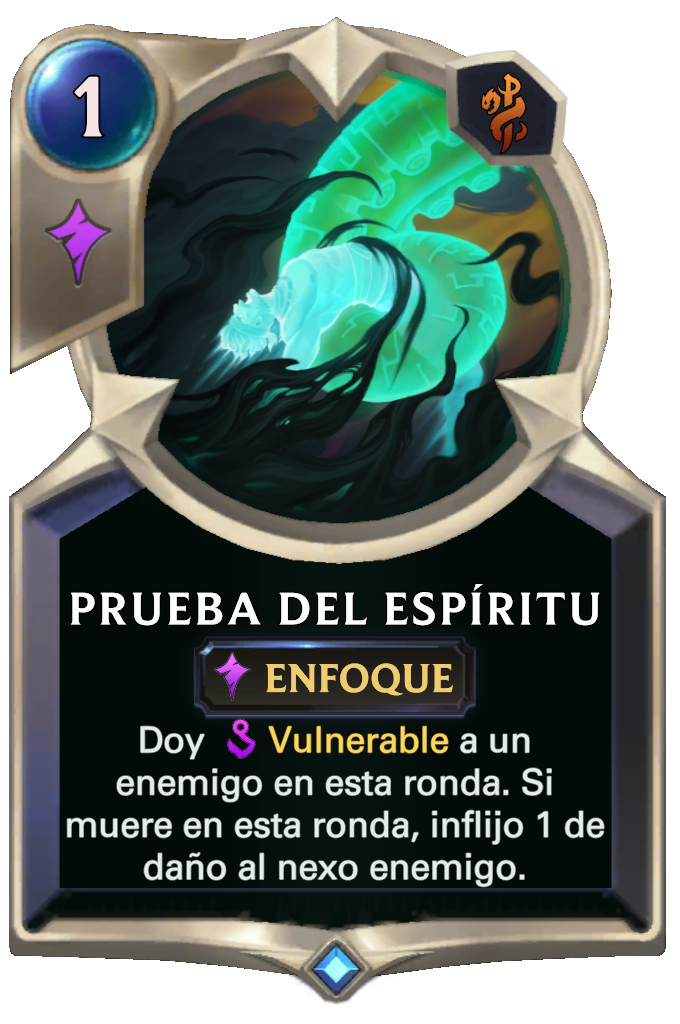 1
PRUEBA DEL ESPÍRITU
ENFOQUE
Doy Vulnerable a un
enemigo en esta ronda. Si
muere en esta ronda, inflijo 1 de
daño al nexo enemigo.